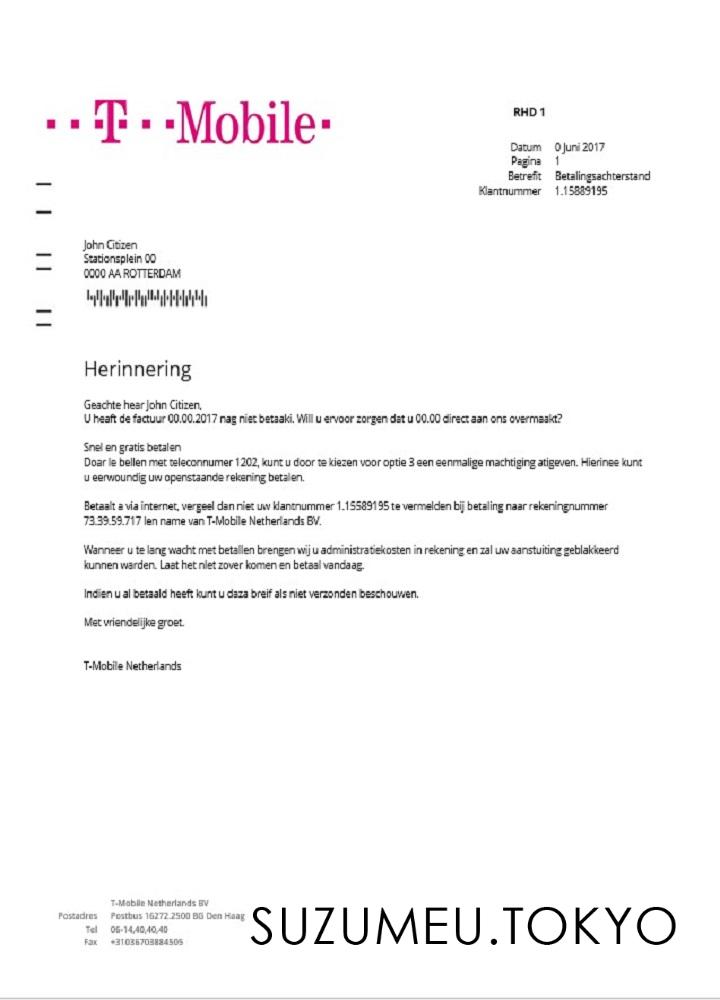 T Mobile
RHD 1
Datum 0 Juni 2017
Pagina 1
Betrefit Betalingsachterstand
Klantnummer 1.15889195
John Citizen
Stationsplein 00
0000 AA ROTTERDAM
Herinnering
Geachte hear John Citizen,
U heaft de factuur 00.00.2017 nag niet betaaki. Will u ervoor zorgen dat u 00.00 direct aan ons overmaakt?
Snel en gratis betalen
Doar le bellen met teleconnumer 1202, kunt u door te kiezen voor optie 3 een eenmalige machtiging atigeven. Hierinee kunt
u eerwoundig uw openstaande rekening betalen.
Betaalt a via internet, vergeel dan niet uw klantnummer 1.15589195 te vermelden bij betaling naar rekeningnummer
73.39.59.717 len name van T-Mobile Netherlands BV.
Wanneer u te lang wacht met betallen brengen wij u administratiekosten in rekening en zal uw aanstuiting geblakkeerd
kunnen warden. Laat het niet zover komen en betaal vandaag.
Indien u al betaald heeft kunt u daza breif als niet verzonden beschouwen.
Met vriendelijke groet.
T-Mobile Netherlands
T-Mobile Netherlands BV
Postadres Postbus 16272.2500 BG Den Haag
Tel 06-14,40,40,40
Fax +31036703884505
SUZUMEU.TOKYO